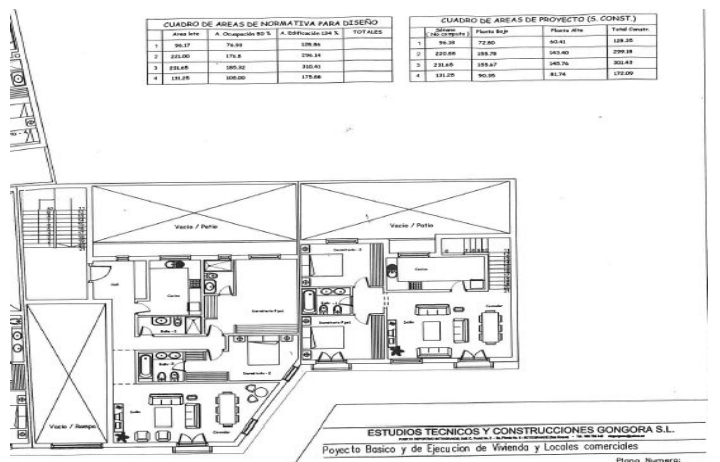 CUADRO DE AREAS DE NORMATIVA PARA DISEÑO
Area lote A. Ocupación 80 % A. Edificación 134 % TOTALES
1 96.17 76.93 128.86
2 221.00 176.8 296.14
3 231.65 185.32 310.41
4 131.25 105.00 175.88
CUADRO DE AREAS DE PROYECTO (S. CONST.)
Sótano (No computa) Planta Baja Planta Alta Total Constr.
1 96.18 72.80
2 220.88 155.78 143.40 299.18
3 231.65 155.67 145.76 301.43
4 131.25 90.35 81.74 172.09
Vacio / Patio
Vacio / Patio
Hall
Cocina
Baño - 1
Dormitorio Ppal
Baño - 2
Dormitorio - 2
Salón
Comedor
Vacio / Rampa
Dormitorio - 2
Cocina
Baño - 1
Dormitorio Ppal
Salón
Comedor
ESTUDIOS TECNICOS Y CONSTRUCCIONES GONGORA S.L.
Poyecto Basico y de Ejecucion de Vivienda y Locales comerciales
Plano Numero: